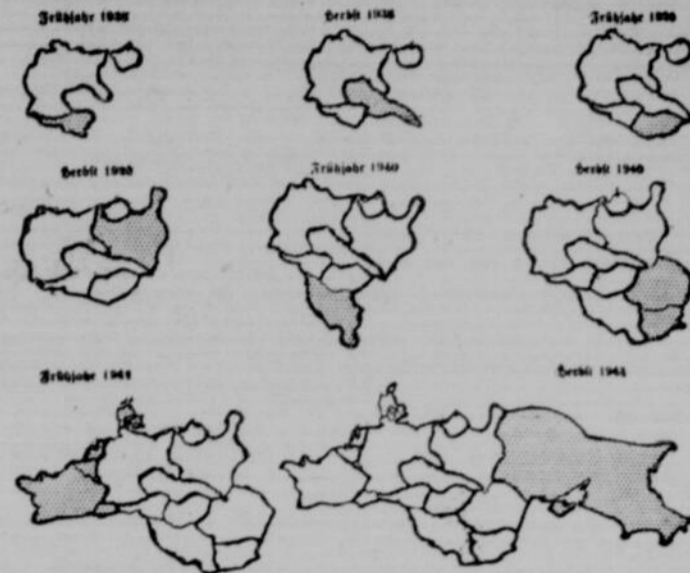 Frühjahr 1938
Herbst 1938
Frühjahr 1939
Herbst 1939
Frühjahr 1940
Herbst 1940
Frühjahr 1941
Herbst 1941